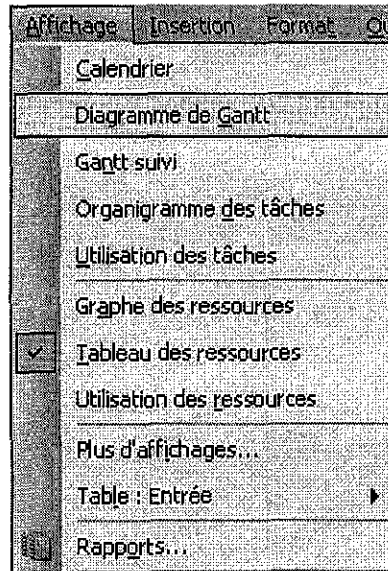 Affichage Insertion Format Ou
Calendrier
Diagramme de Gantt
Gantt suivi
Organigramme des tâches
Utilisation des tâches
Graphe des ressources
Tableau des ressources
Utilisation des ressources
Plus d'affichages...
Table : Entrée
Rapports...